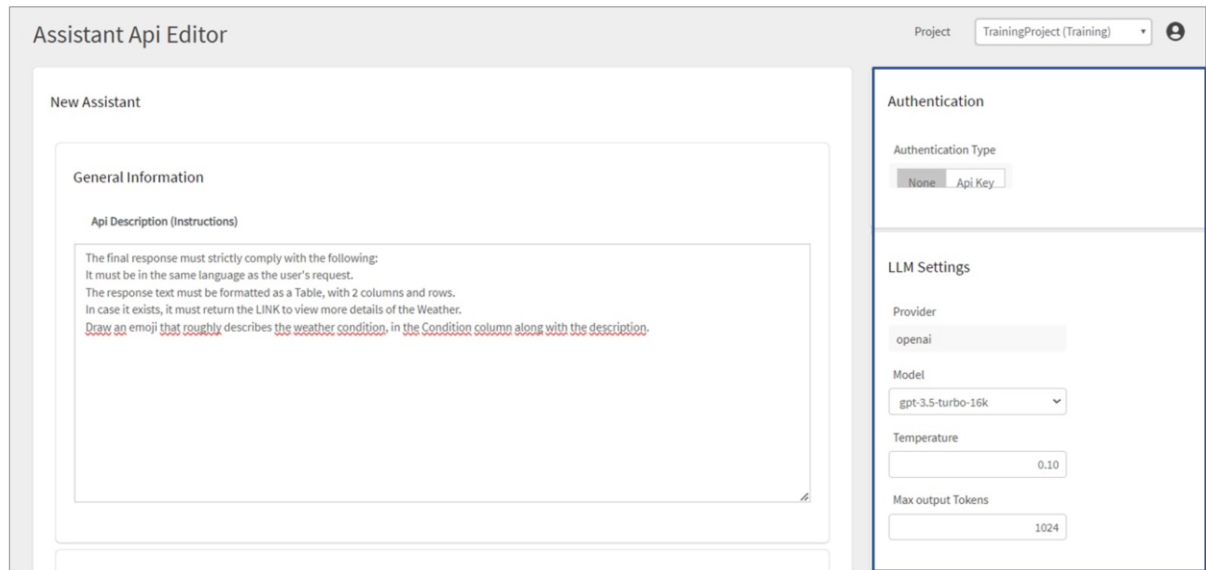 Assistant Api Editor
Project
TrainingProject (Training)
New Assistant
General Information
Api Description (Instructions)
The final response must strictly comply with the following:
It must be in the same language as the user's request.
The response text must be formatted as a Table, with 2 columns and rows.
In case it exists, it must return the LINK to view more details of the Weather.
Draw an emoji that roughly describes the weather condition, in the Condition column along with the description.
Authentication
Authentication Type
None Api Key
LLM Settings
Provider
openai
Model
gpt-3.5-turbo-16k
Temperature
0.10
Max output Tokens
1024